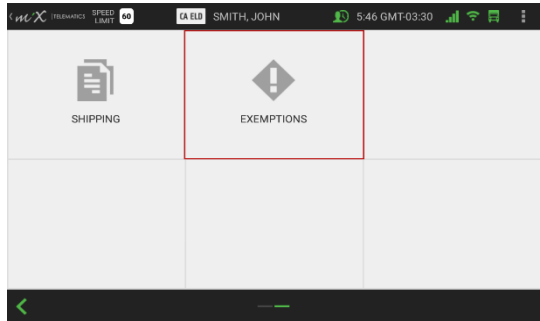 miX TELEMATICS SPEED LIMIT 60 CA ELD SMITH, JOHN 5:46 GMT-03:30
SHIPPING EXEMPTIONS